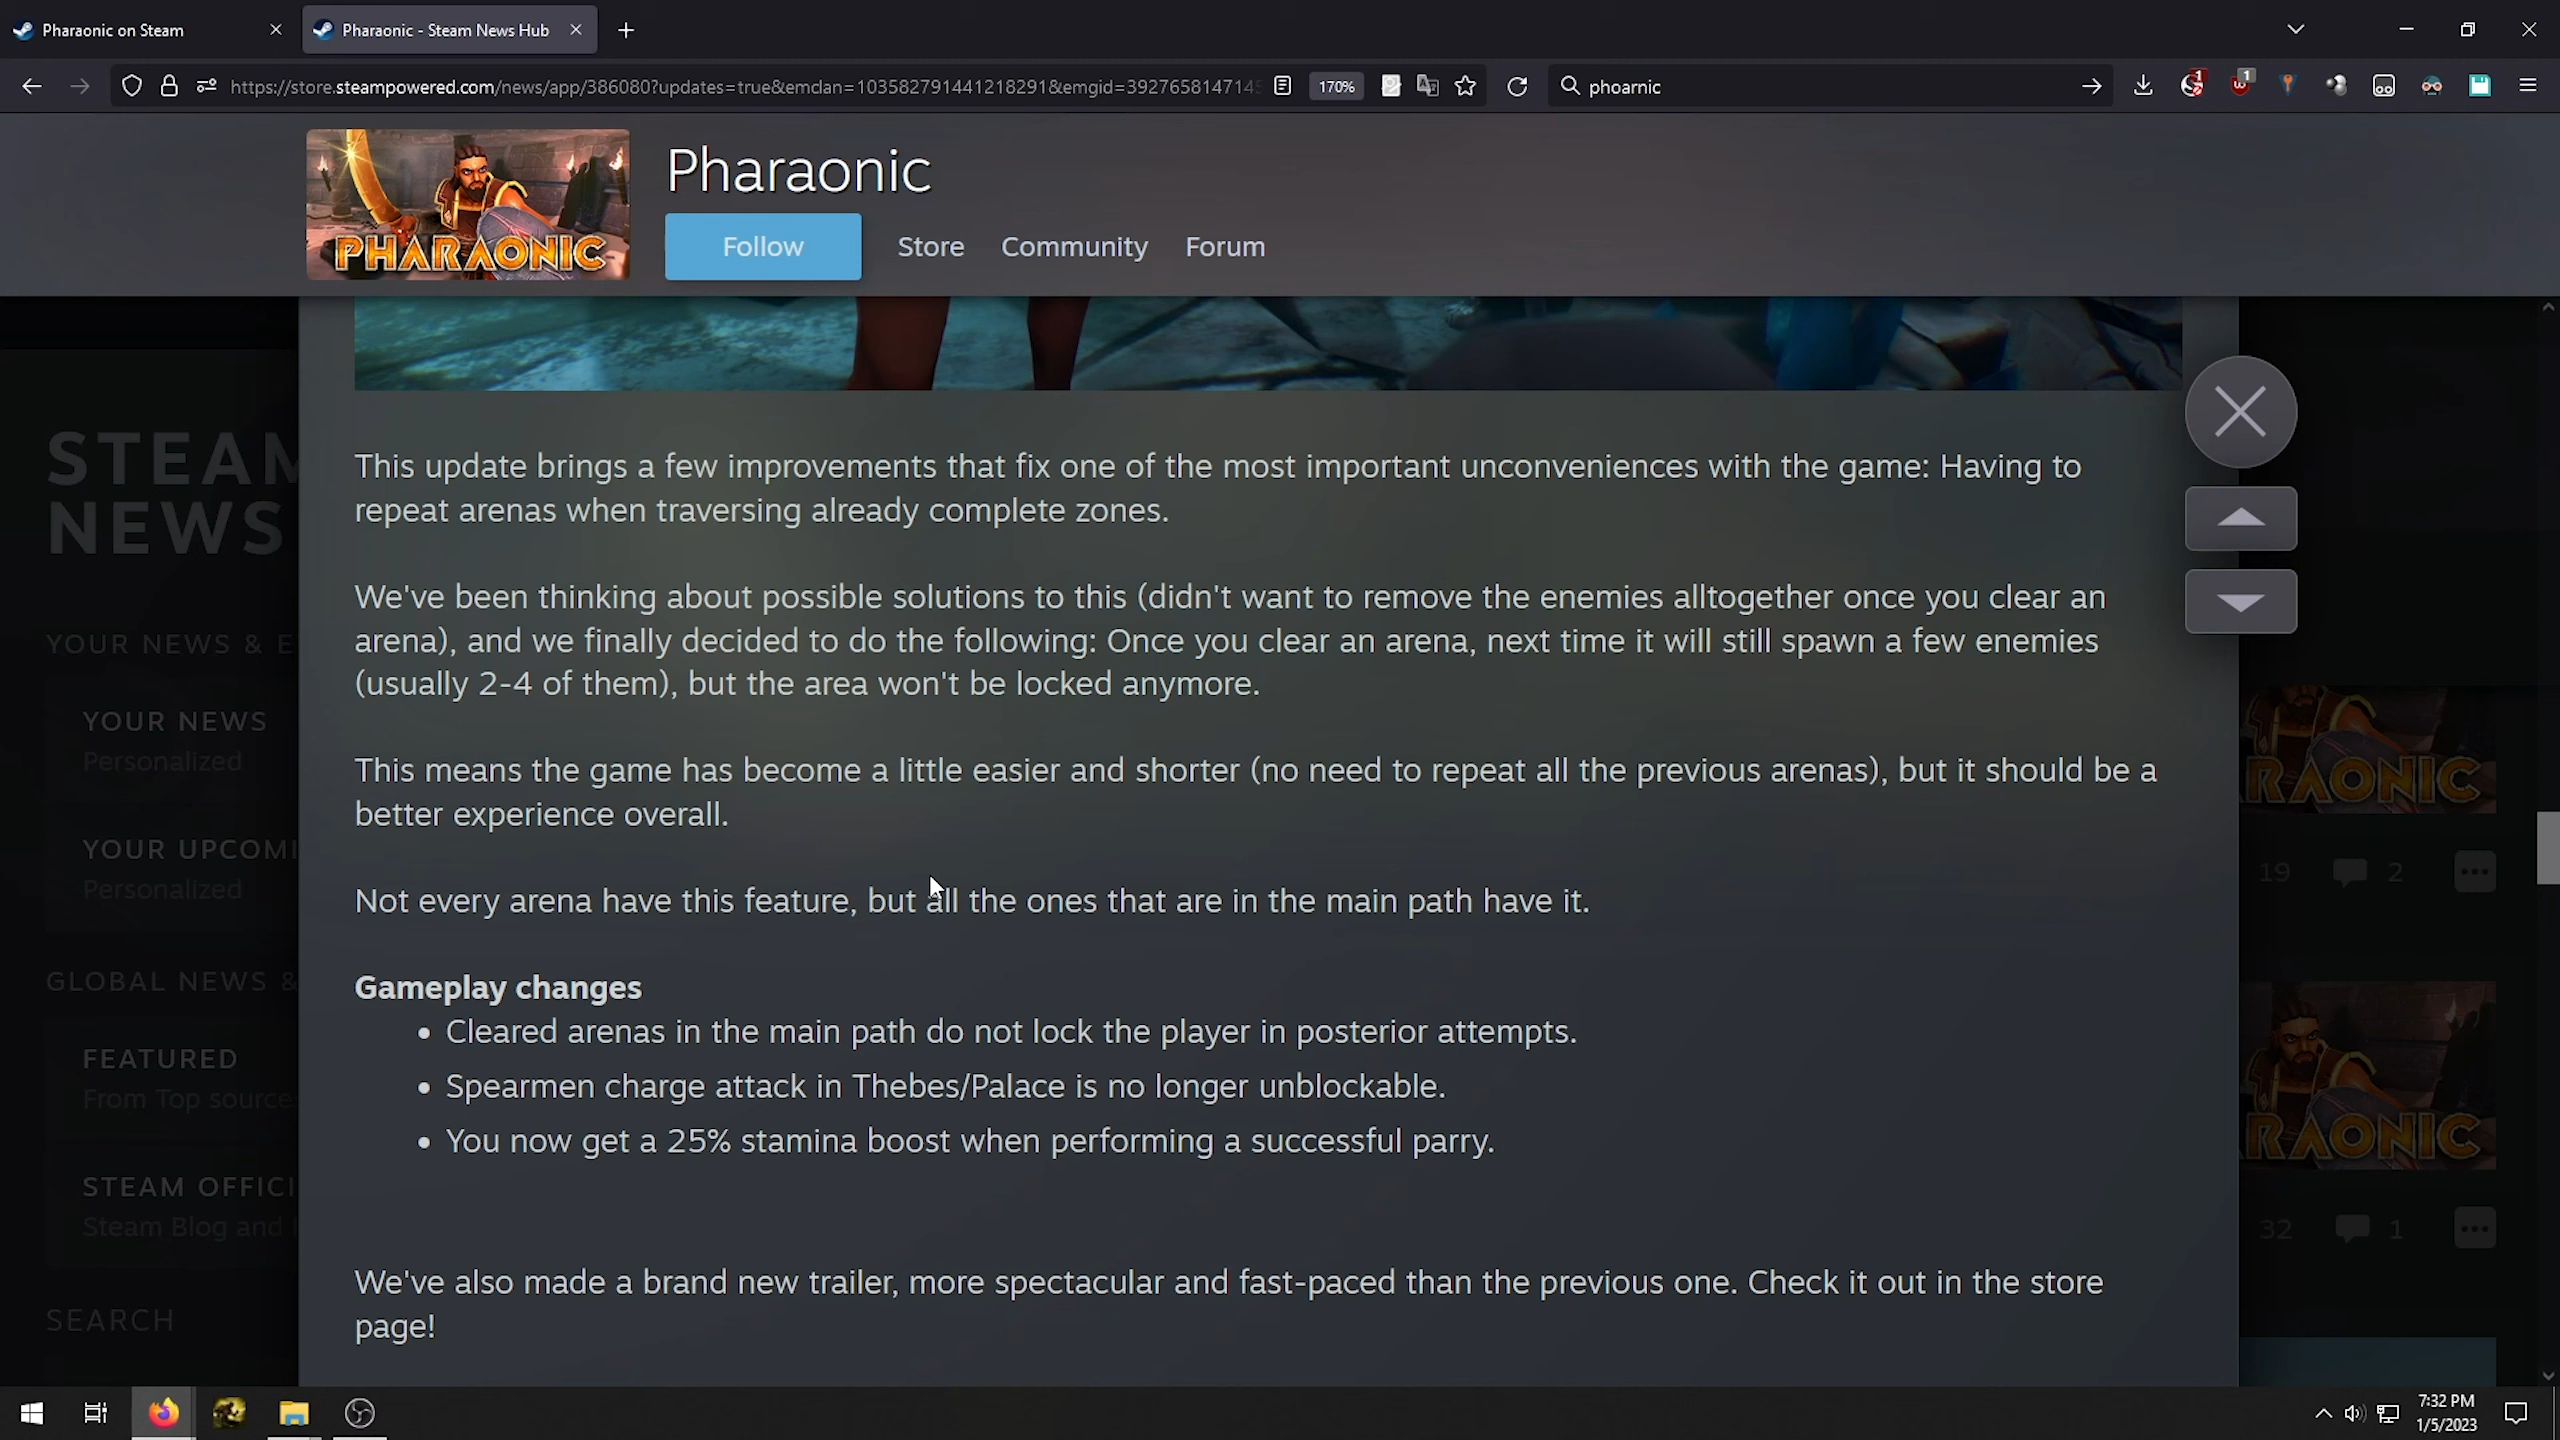 Pharaonic on Steam
Pharaonic - Steam News Hub
https://store.steampowered.com/news/app/386080?updates=true&emclan=103582791441218291&emgid=3927658147145
170%
phoarnic
1
1
PHARAONIC
Pharaonic
Follow
Store
Community
Forum
STEAM
NEWS
YOUR NEWS & E
YOUR NEWS
Personalized
YOUR UPCOMI
Personalized
GLOBAL NEWS &
FEATURED
From Top source
STEAM OFFICI
Steam Blog and
SEARCH
This update brings a few improvements that fix one of the most important unconveniences with the game: Having to
repeat arenas when traversing already complete zones.
We've been thinking about possible solutions to this (didn't want to remove the enemies alltogether once you clear an
arena), and we finally decided to do the following: Once you clear an arena, next time it will still spawn a few enemies
(usually 2-4 of them), but the area won't be locked anymore.
This means the game has become a little easier and shorter (no need to repeat all the previous arenas), but it should be a
better experience overall.
Not every arena have this feature, but all the ones that are in the main path have it.
Gameplay changes
• Cleared arenas in the main path do not lock the player in posterior attempts.
• Spearmen charge attack in Thebes/Palace is no longer unblockable.
• You now get a 25% stamina boost when performing a successful parry.
We've also made a brand new trailer, more spectacular and fast-paced than the previous one. Check it out in the store
page!
RAONIC
19
2
RAONIC
32
1
7:32 PM
1/5/2023